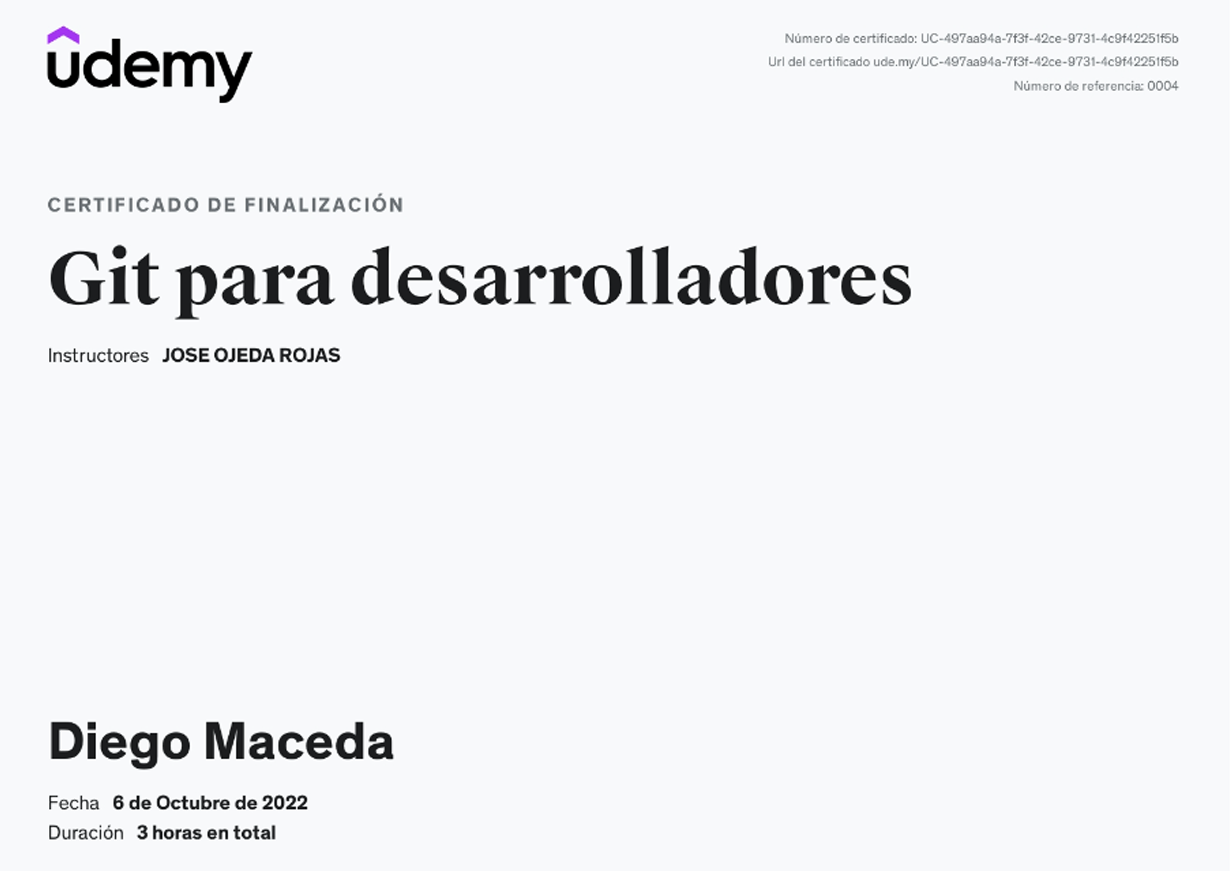 udemy
Número de certificado: UC-497aa94a-7f3f-42ce-9731-4c9f42251f5b
Url del certificado ude.my/UC-497aa94a-7f3f-42ce-9731-4c9f42251f5b
Número de referencia: 0004
CERTIFICADO DE FINALIZACIÓN
Git para desarrolladores
Instructores JOSE OJEDA ROJAS
Diego Maceda
Fecha 6 de Octubre de 2022
Duración 3 horas en total